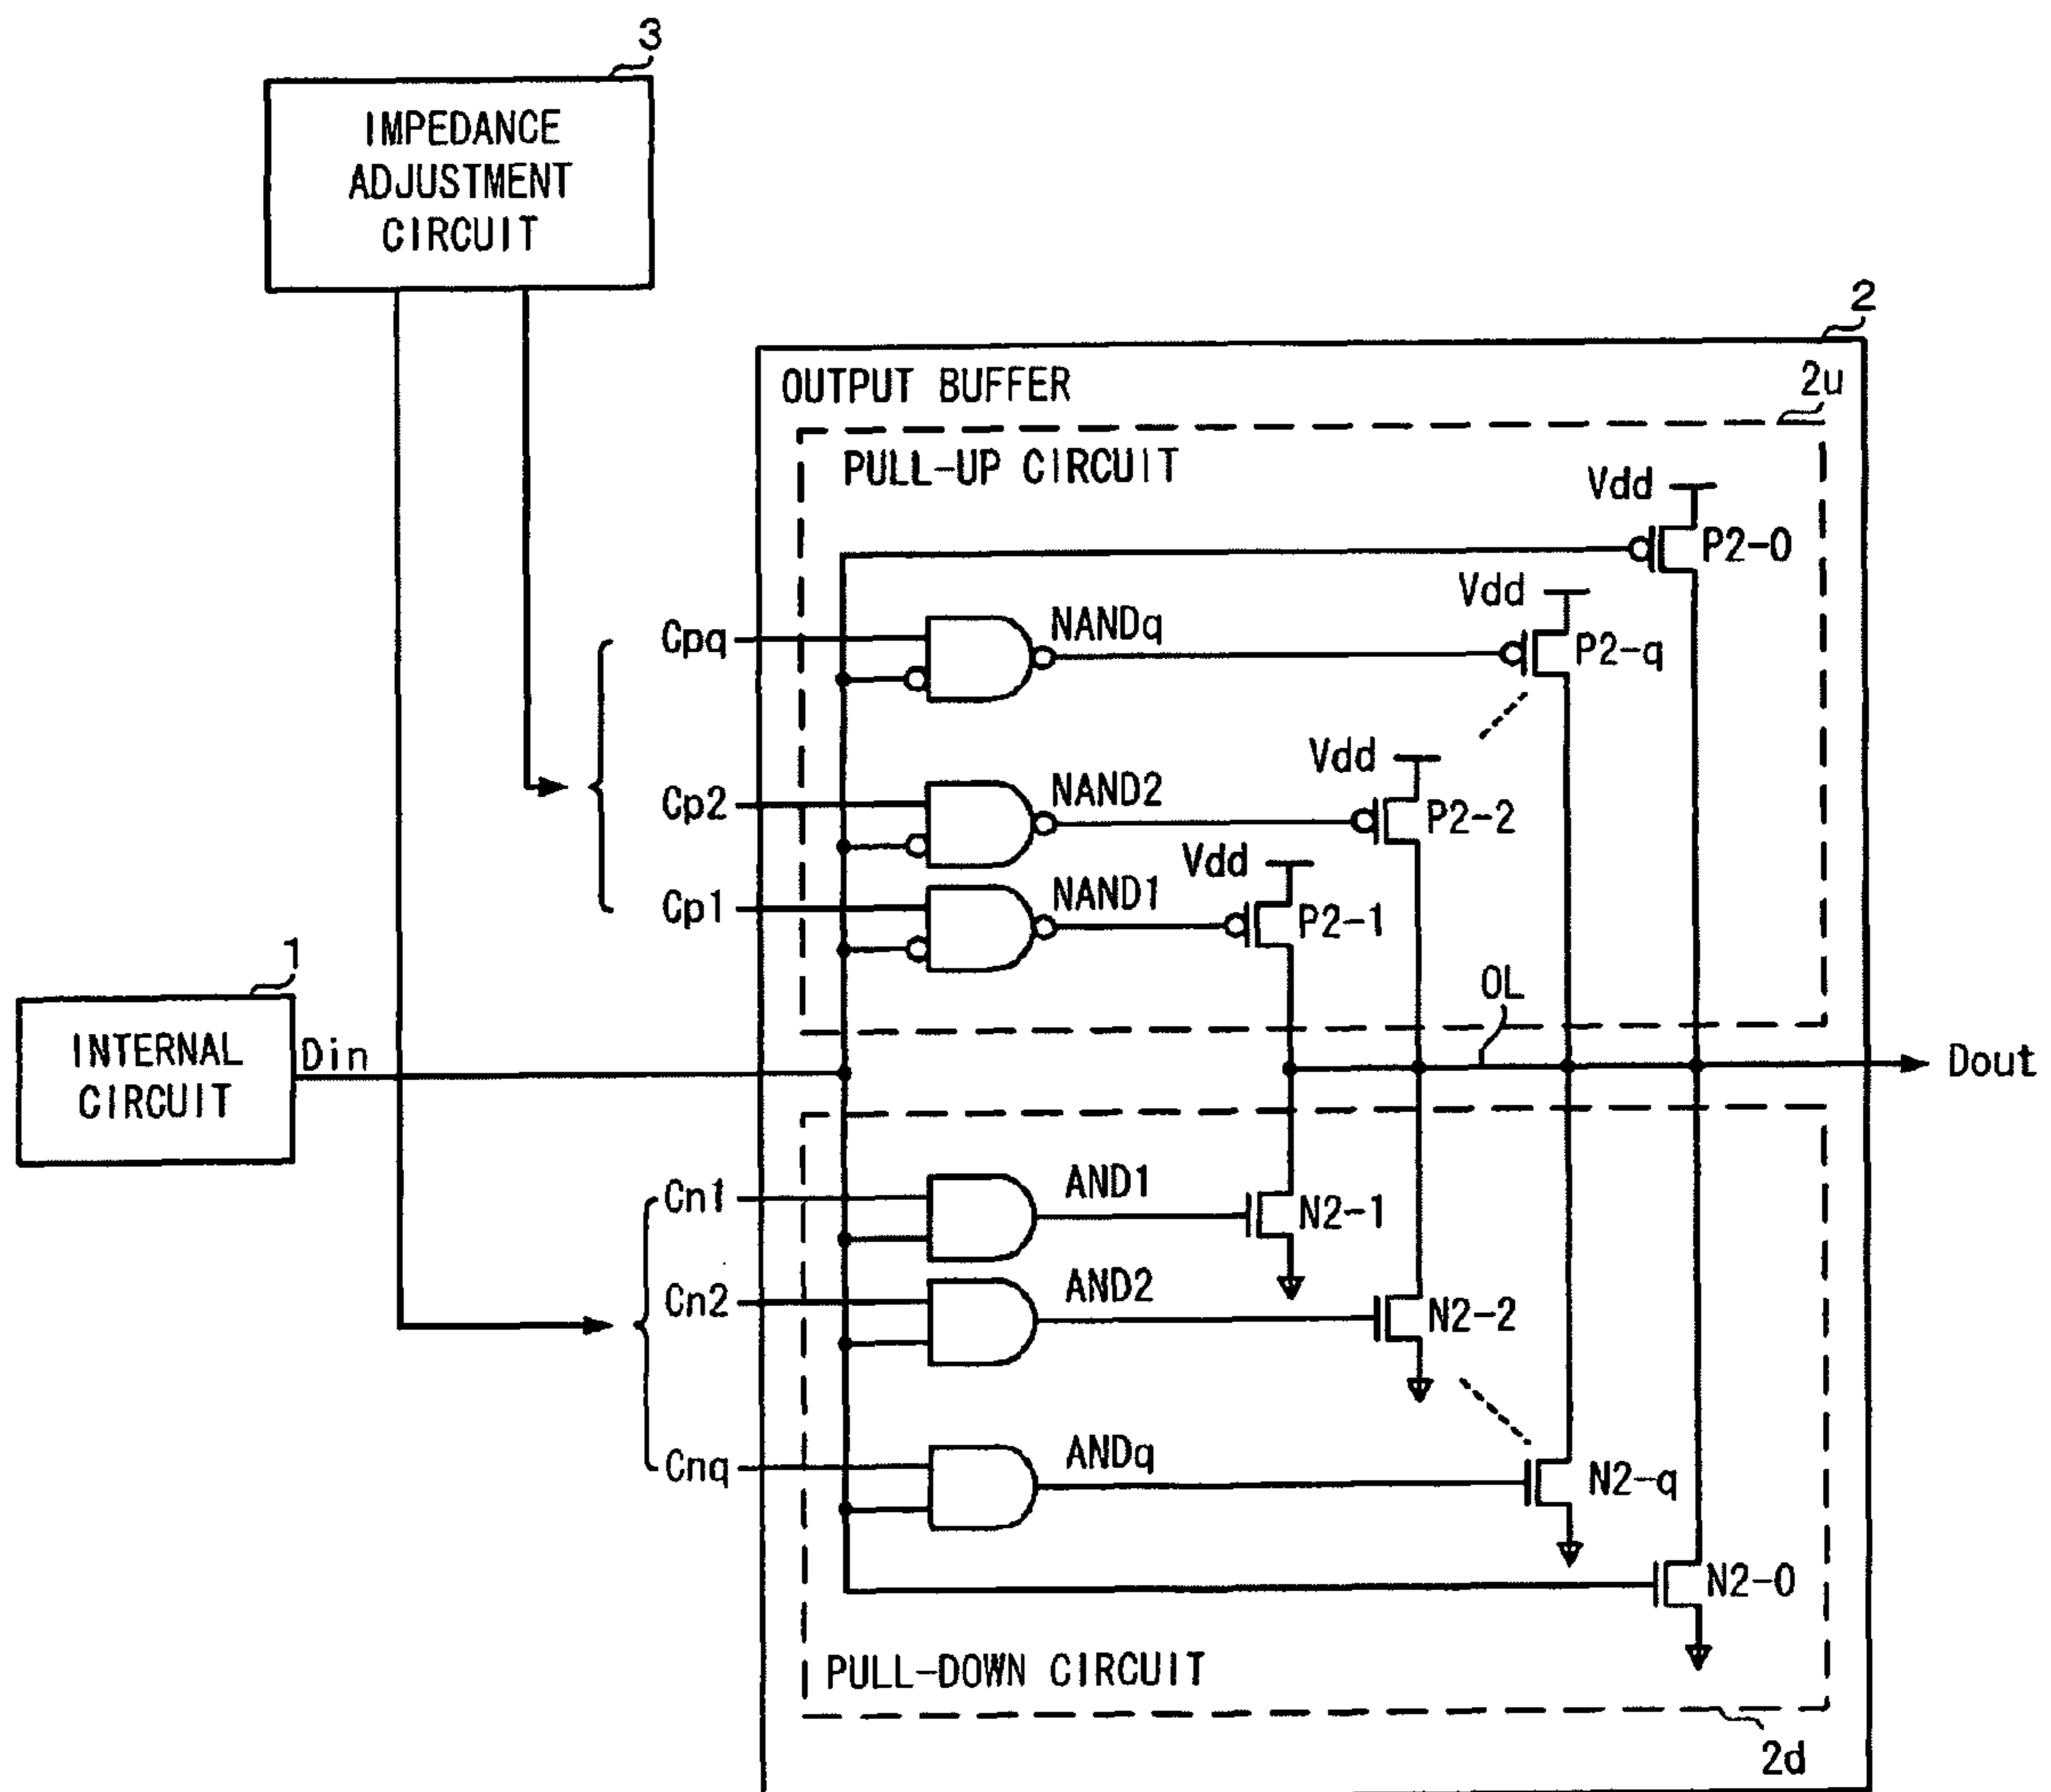 3
IMPEDANCE
ADJUSTMENT
CIRCUIT
2
OUTPUT BUFFER
2u
PULL-UP CIRCUIT
Vdd
P2-0
Vdd
Cpq
NANDq
P2-q
Vdd
Cp2
NAND2
P2-2
Vdd
Cp1
NAND1
P2-1
1
OL
INTERNAL
CIRCUIT
Din
Dout
Cn1
AND1
N2-1
Cn2
AND2
N2-2
Cnq
ANDq
N2-q
N2-0
PULL-DOWN CIRCUIT
2d